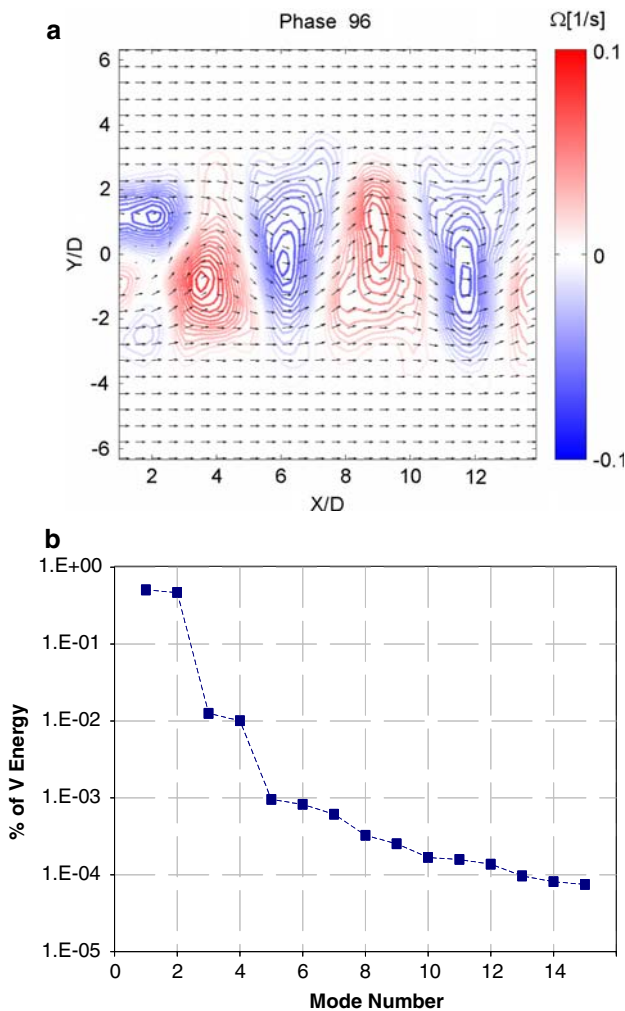 a
Phase 96
Ω[1/s]
0.1
0
-0.1
6
4
2
0
-2
-4
-6
Y/D
2 4 6 8 10 12
X/D
b
1.E+00
1.E-01
1.E-02
1.E-03
1.E-04
1.E-05
% of V Energy
0 2 4 6 8 10 12 14
Mode Number